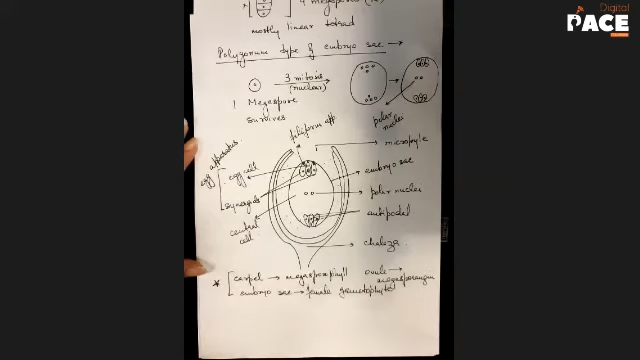 4 megaspores
mostly linear tetrad
Polygonum type of embryo sac →
3 mitosis
(nuclear)
1 Megaspore
survives
polar
nuclei
filiform app
micropyle
egg apparatus
egg cell
embryo sac
synergids
polar nucleus
antipodal
central
cell
chalaza
* carpel → megasporophyll ovule →
megasporangium
embryo sac → female gametophyte
Digital
PACE